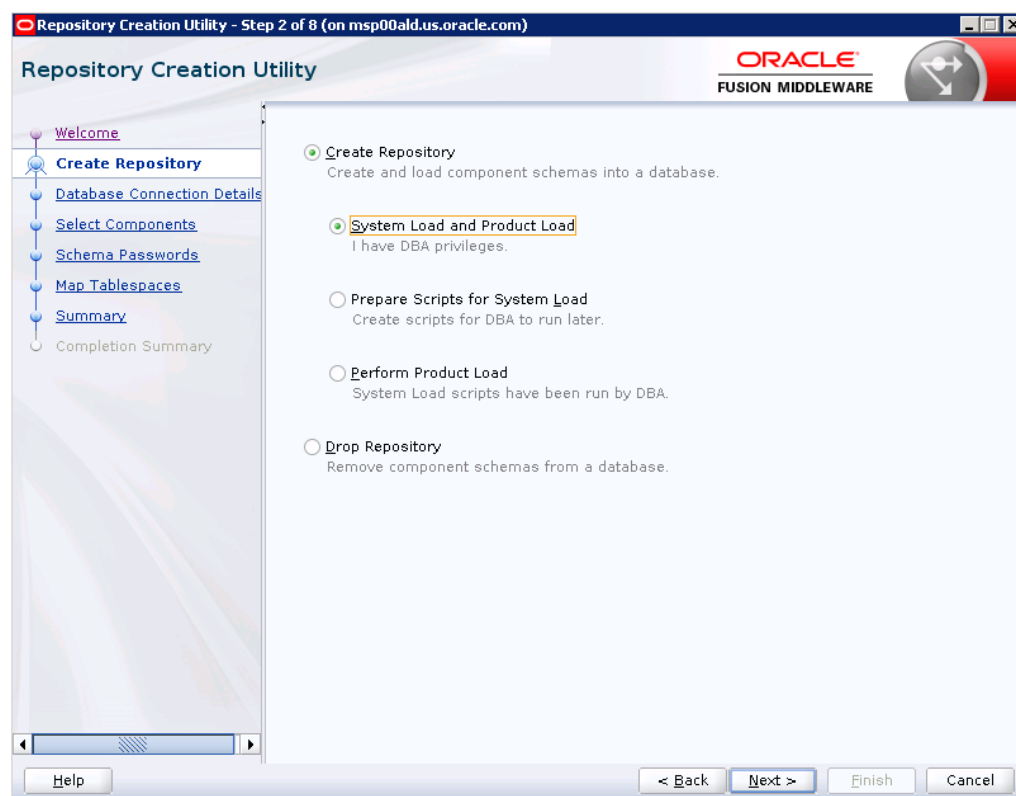 Repository Creation Utility - Step 2 of 8 (on msp00ald.us.oracle.com)
Repository Creation Utility
ORACLE
FUSION MIDDLEWARE
Welcome
Create Repository
Database Connection Details
Select Components
Schema Passwords
Map Tablespaces
Summary
Completion Summary
Create Repository
Create and load component schemas into a database.
System Load and Product Load
I have DBA privileges.
Prepare Scripts for System Load
Create scripts for DBA to run later.
Perform Product Load
System Load scripts have been run by DBA.
Drop Repository
Remove component schemas from a database.
Help
< Back
Next >
Finish
Cancel